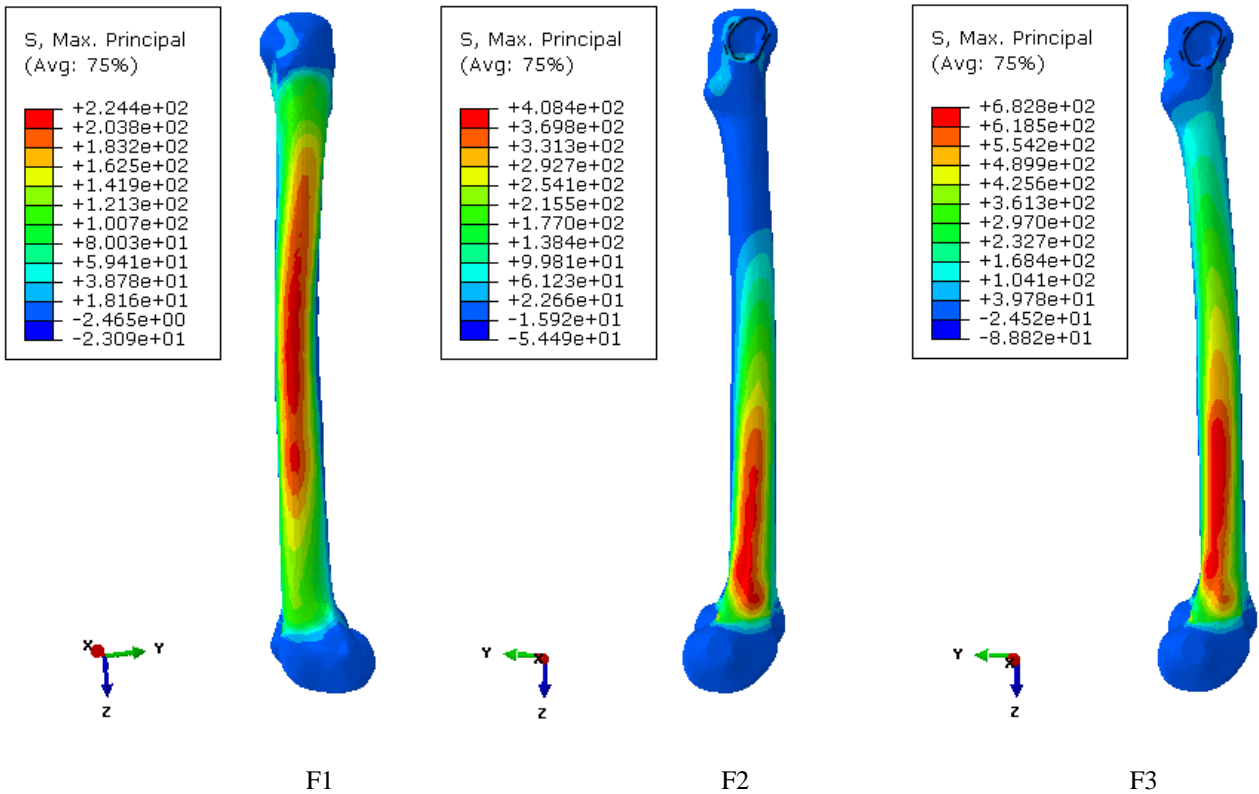 S, Max. Principal
(Avg: 75%)
+2.244e+02
+2.038e+02
+1.832e+02
+1.625e+02
+1.419e+02
+1.213e+02
+1.007e+02
+8.003e+01
+5.941e+01
+3.878e+01
+1.816e+01
-2.465e+00
-2.309e+01
X
Y
Z
F1
S, Max. Principal
(Avg: 75%)
+4.084e+02
+3.698e+02
+3.313e+02
+2.927e+02
+2.541e+02
+2.155e+02
+1.770e+02
+1.384e+02
+9.981e+01
+6.123e+01
+2.266e+01
-1.592e+01
-5.449e+01
Y
X
Z
F2
S, Max. Principal
(Avg: 75%)
+6.828e+02
+6.185e+02
+5.542e+02
+4.899e+02
+4.256e+02
+3.613e+02
+2.970e+02
+2.327e+02
+1.684e+02
+1.041e+02
+3.978e+01
-2.452e+01
-8.882e+01
Y
X
Z
F3